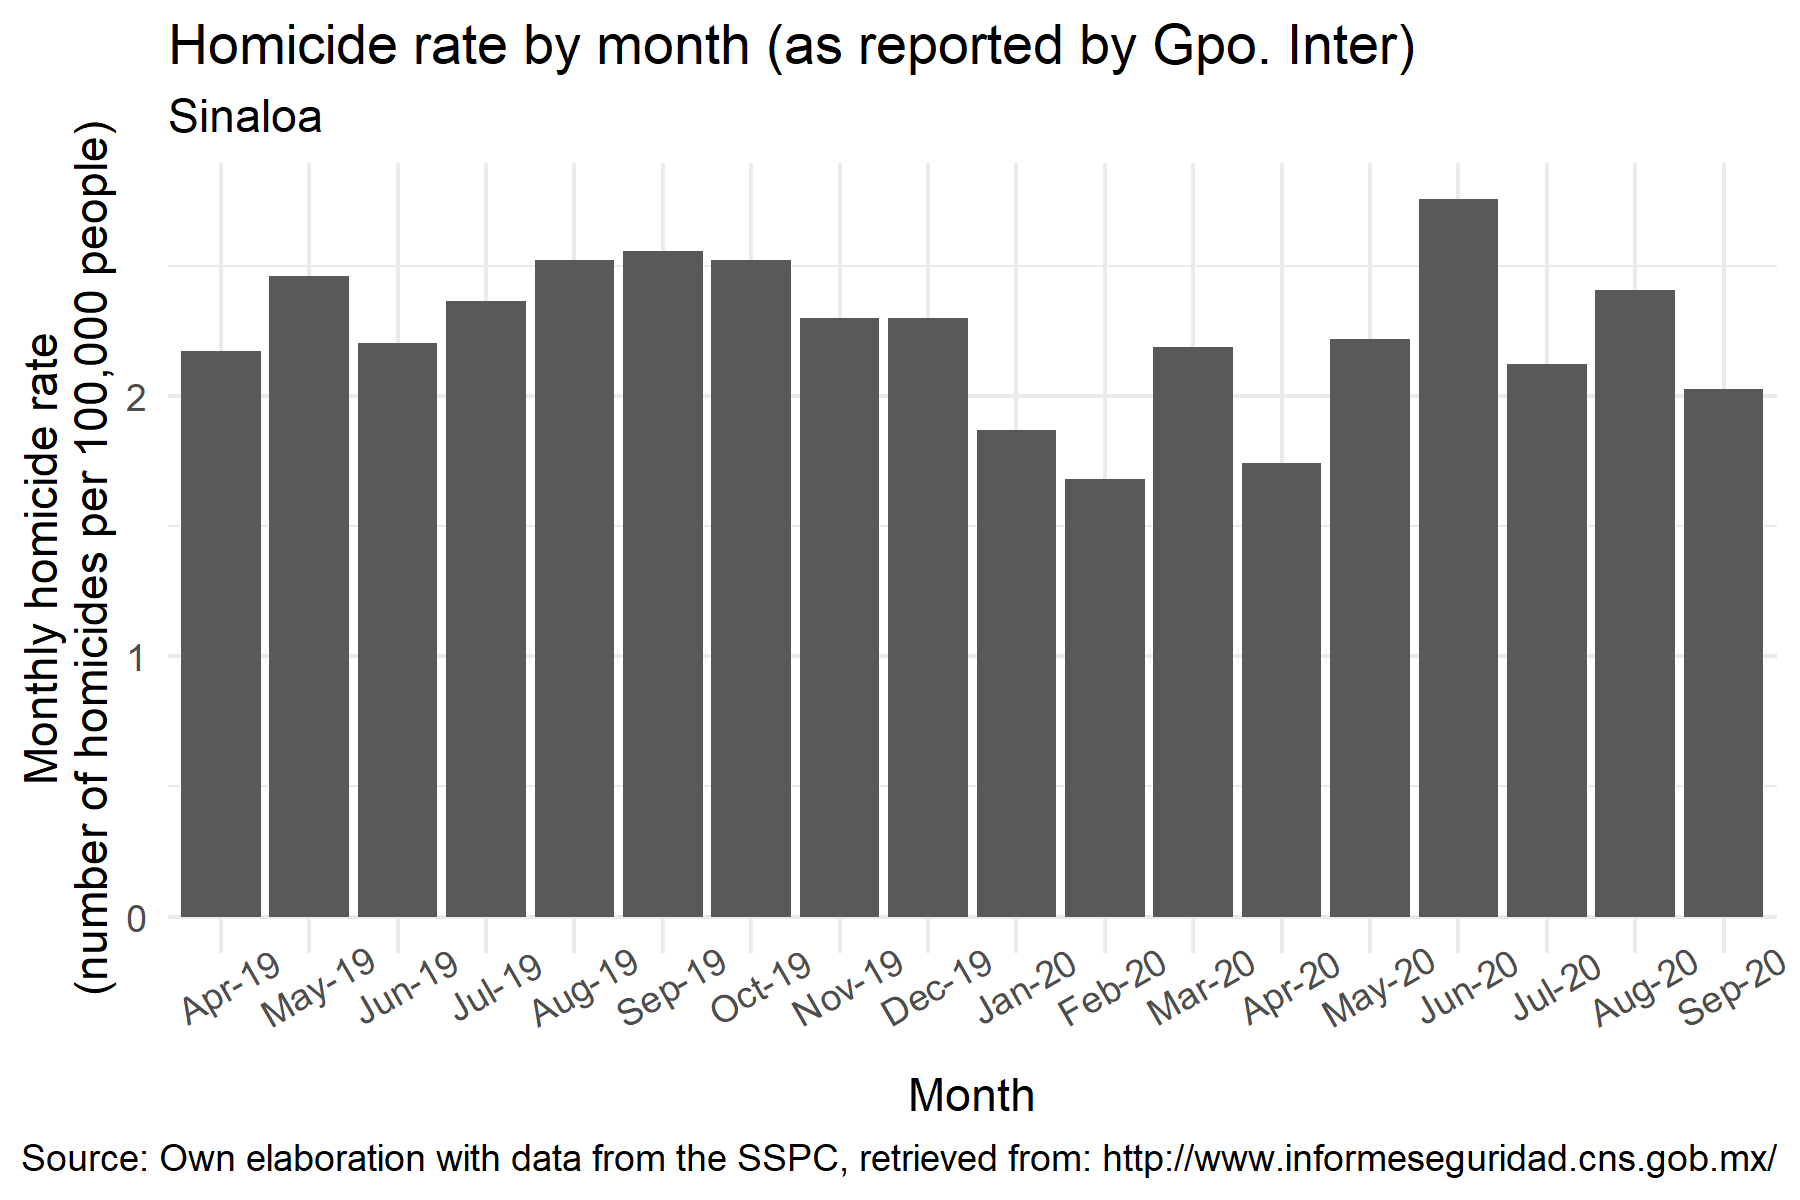 Homicide rate by month (as reported by Gpo. Inter)
Sinaloa
Monthly homicide rate
(number of homicides per 100,000 people)
2
1
0
Apr-19
May-19
Jun-19
Jul-19
Aug-19
Sep-19
Oct-19
Nov-19
Dec-19
Jan-20
Feb-20
Mar-20
Apr-20
May-20
Jun-20
Jul-20
Aug-20
Sep-20
Month
Source: Own elaboration with data from the SSPC, retrieved from: http://www.informeseguridad.cns.gob.mx/